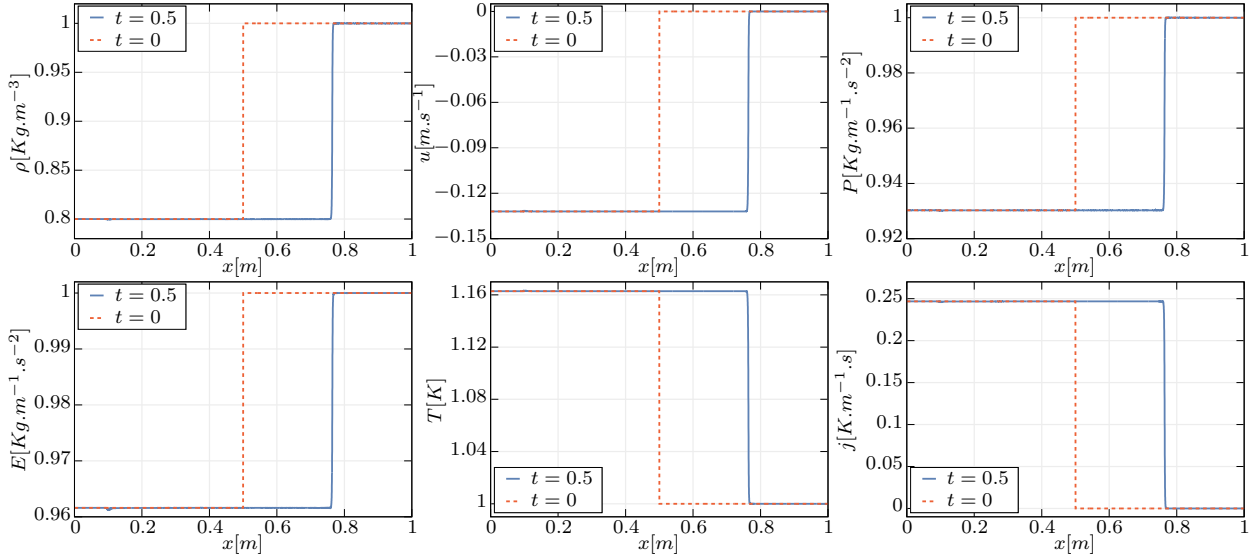 1
0.95
0.9
0.85
0.8
ρ[Kg.m⁻³]
t = 0.5
t = 0
0 0.2 0.4 0.6 0.8 1
x[m]
0
−0.03
−0.06
−0.09
−0.12
−0.15
u[m.s⁻¹]
t = 0.5
t = 0
0 0.2 0.4 0.6 0.8 1
x[m]
1
0.98
0.96
0.94
0.93
0.92
P[Kg.m⁻¹.s⁻²]
t = 0.5
t = 0
0 0.2 0.4 0.6 0.8 1
x[m]
1
0.99
0.98
0.97
0.96
E[Kg.m⁻¹.s⁻²]
t = 0.5
t = 0
0 0.2 0.4 0.6 0.8 1
x[m]
1.16
1.12
1.08
1.04
1
T[K]
t = 0.5
t = 0
0 0.2 0.4 0.6 0.8 1
x[m]
0.25
0.2
0.15
0.1
0.05
0
j[K.m⁻¹.s]
t = 0.5
t = 0
0 0.2 0.4 0.6 0.8 1
x[m]